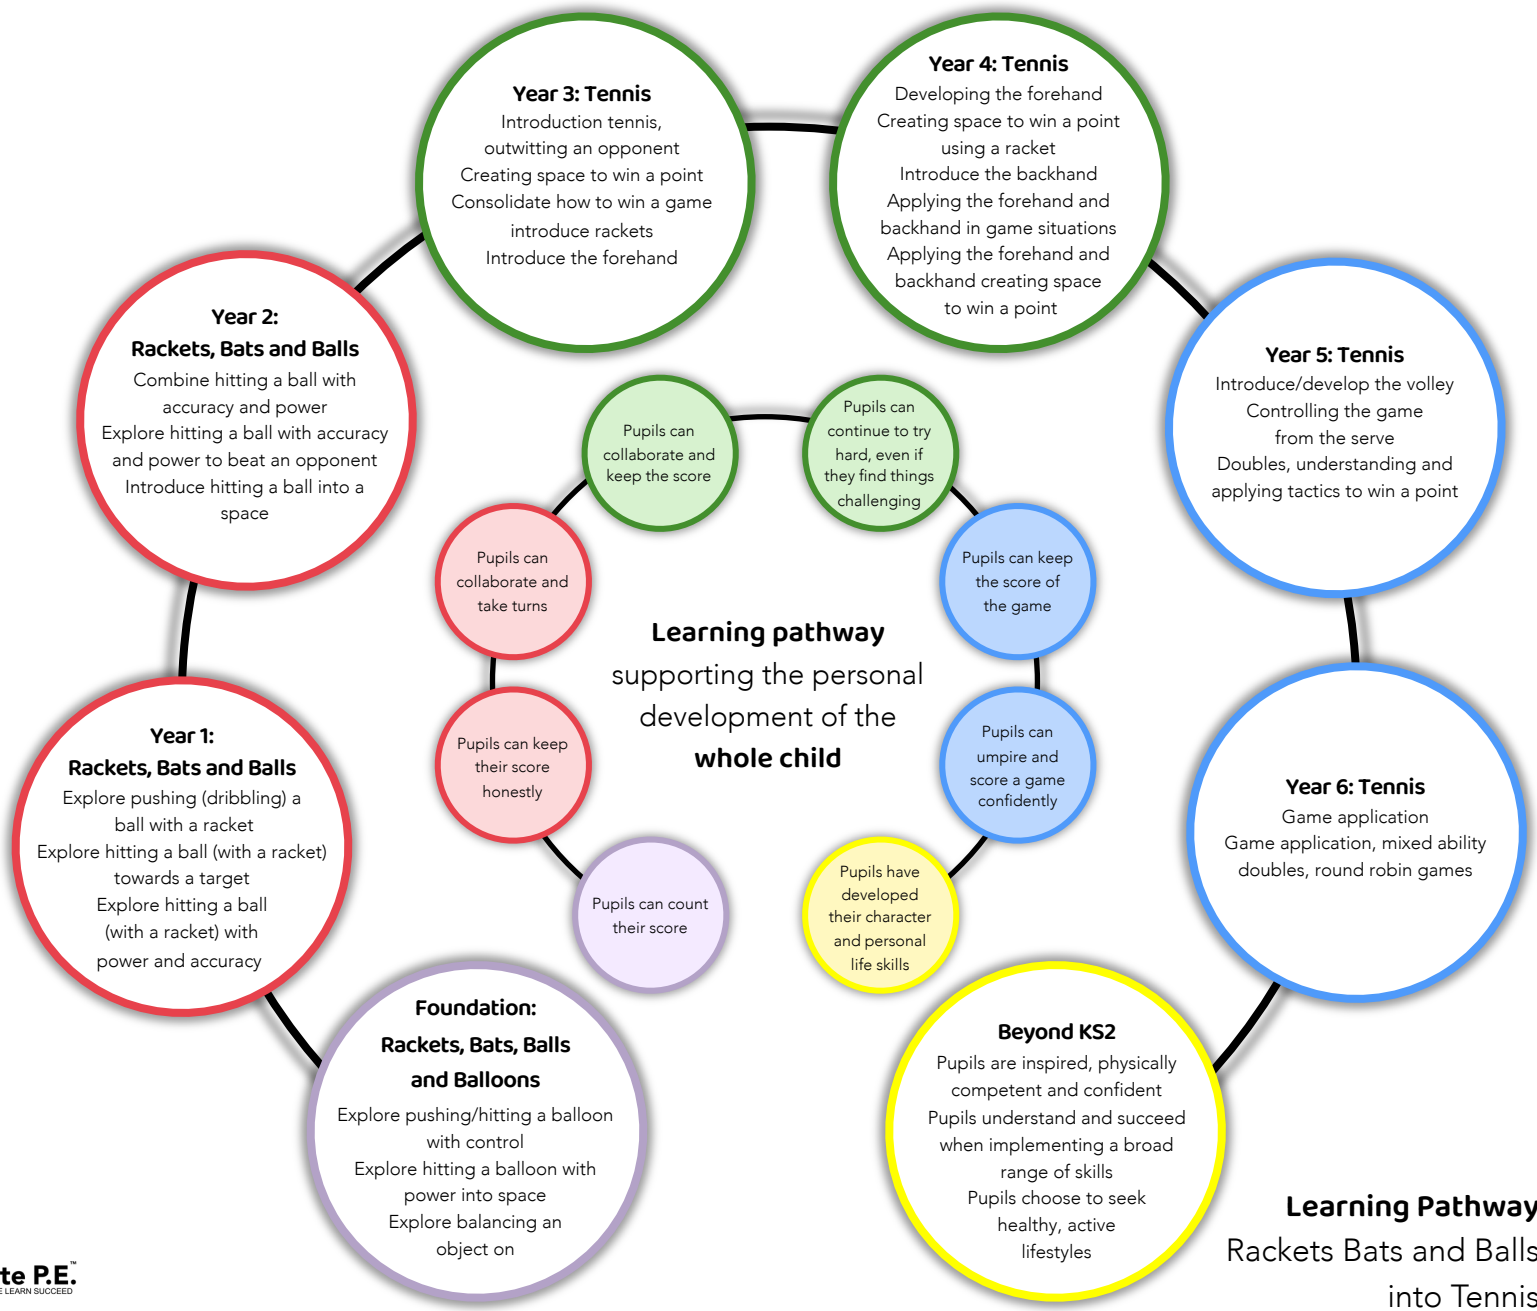 Year 3: Tennis
Introduction tennis,
outwitting an opponent
Creating space to win a point
Consolidate how to win a game
introduce rackets
Introduce the forehand
Year 4: Tennis
Developing the forehand
Creating space to win a point
using a racket
Introduce the backhand
Applying the forehand and
backhand in game situations
Applying the forehand and
backhand creating space
to win a point
Year 2:
Rackets, Bats and Balls
Combine hitting a ball with
accuracy and power
Explore hitting a ball with accuracy
and power to beat an opponent
Introduce hitting a ball into a
space
Year 5: Tennis
Introduce/develop the volley
Controlling the game
from the serve
Doubles, understanding and
applying tactics to win a point
Pupils can
collaborate and
keep the score
Pupils can
continue to try
hard, even if
they find things
challenging
Pupils can
collaborate and
take turns
Pupils can keep
the score of
the game
Learning pathway
supporting the personal
development of the
whole child
Pupils can keep
their score
honestly
Pupils can
umpire and
score a game
confidently
Year 1:
Rackets, Bats and Balls
Explore pushing (dribbling) a
ball with a racket
Explore hitting a ball (with a racket)
towards a target
Explore hitting a ball
(with a racket) with
power and accuracy
Year 6: Tennis
Game application
Game application, mixed ability
doubles, round robin games
Pupils can count
their score
Pupils have
developed
their character
and personal
life skills
Foundation:
Rackets, Bats, Balls
and Balloons
Explore pushing/hitting a balloon
with control
Explore hitting a balloon with
power into space
Explore balancing an
object on
Beyond KS2
Pupils are inspired, physically
competent and confident
Pupils understand and succeed
when implementing a broad
range of skills
Pupils choose to seek
healthy, active
lifestyles
Learning Pathway
Rackets Bats and Balls
into Tennis
te P.E.™
E LEARN SUCCEED